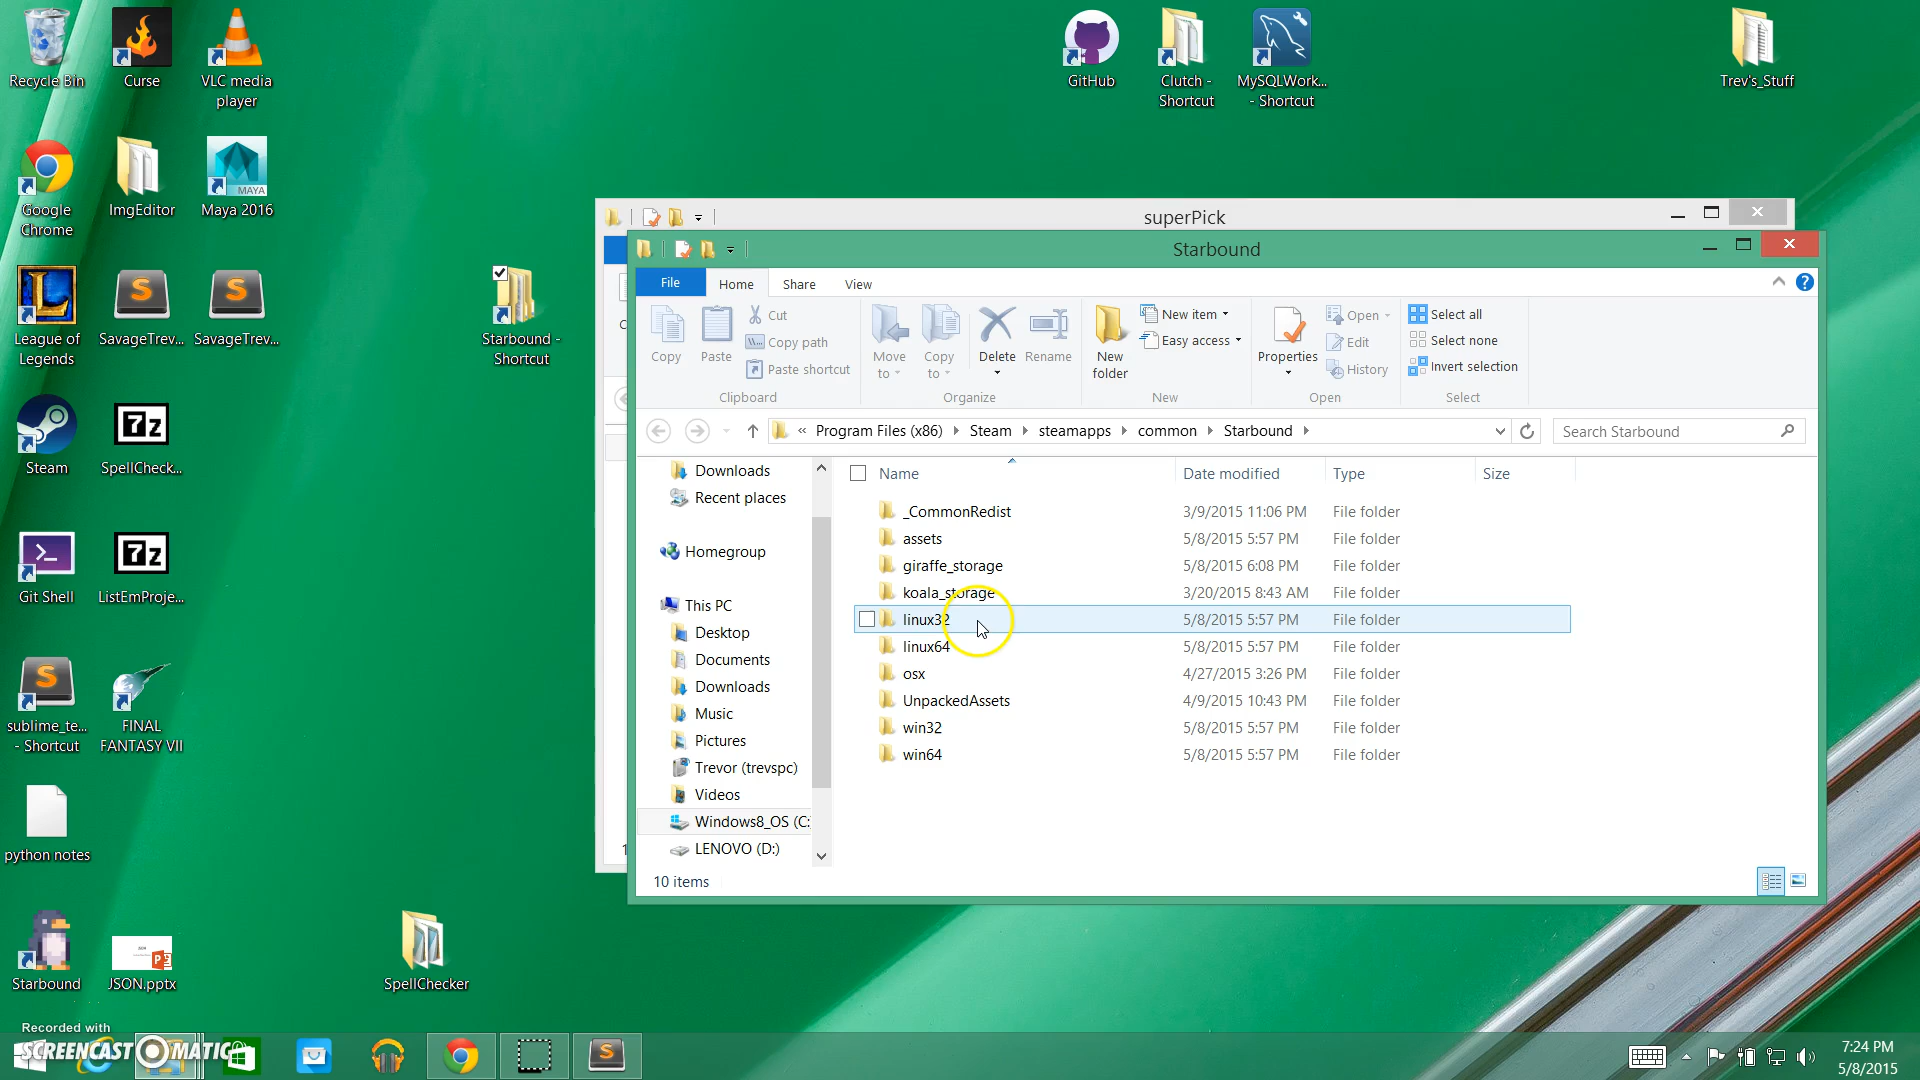 Recycle Bin
Curse
VLC media
player
GitHub
Clutch -
Shortcut
MySQLWork...
- Shortcut
Trev's_Stuff
Google
Chrome
ImgEditor
MAYA
Maya 2016
League of
Legends
SavageTrev...
SavageTrev...
Starbound -
Shortcut
Steam
SpellCheck...
Git Shell
ListEmProje...
sublime_te...
- Shortcut
FINAL
FANTASY VII
python notes
Starbound
JSON.pptx
SpellChecker
superPick
Starbound
File
Home
Share
View
Copy
Paste
Cut
Copy path
Paste shortcut
Clipboard
Move
to
Copy
to
Delete
Rename
Organize
New
folder
New item
Easy access
New
Properties
Open
Edit
History
Open
Select all
Select none
Invert selection
Select
« Program Files (x86)
Steam
steamapps
common
Starbound
Search Starbound
Downloads
Recent places
Homegroup
This PC
Desktop
Documents
Downloads
Music
Pictures
Trevor (trevspc)
Videos
Windows8_OS (C:
LENOVO (D:)
Name Date modified Type Size
_CommonRedist 3/9/2015 11:06 PM File folder
assets 5/8/2015 5:57 PM File folder
giraffe_storage 5/8/2015 6:08 PM File folder
koala_storage 3/20/2015 8:43 AM File folder
linux32 5/8/2015 5:57 PM File folder
linux64 5/8/2015 5:57 PM File folder
osx 4/27/2015 3:26 PM File folder
UnpackedAssets 4/9/2015 10:43 PM File folder
win32 5/8/2015 5:57 PM File folder
win64 5/8/2015 5:57 PM File folder
10 items
Recorded with
SCREENCAST MATIC
7:24 PM
5/8/2015